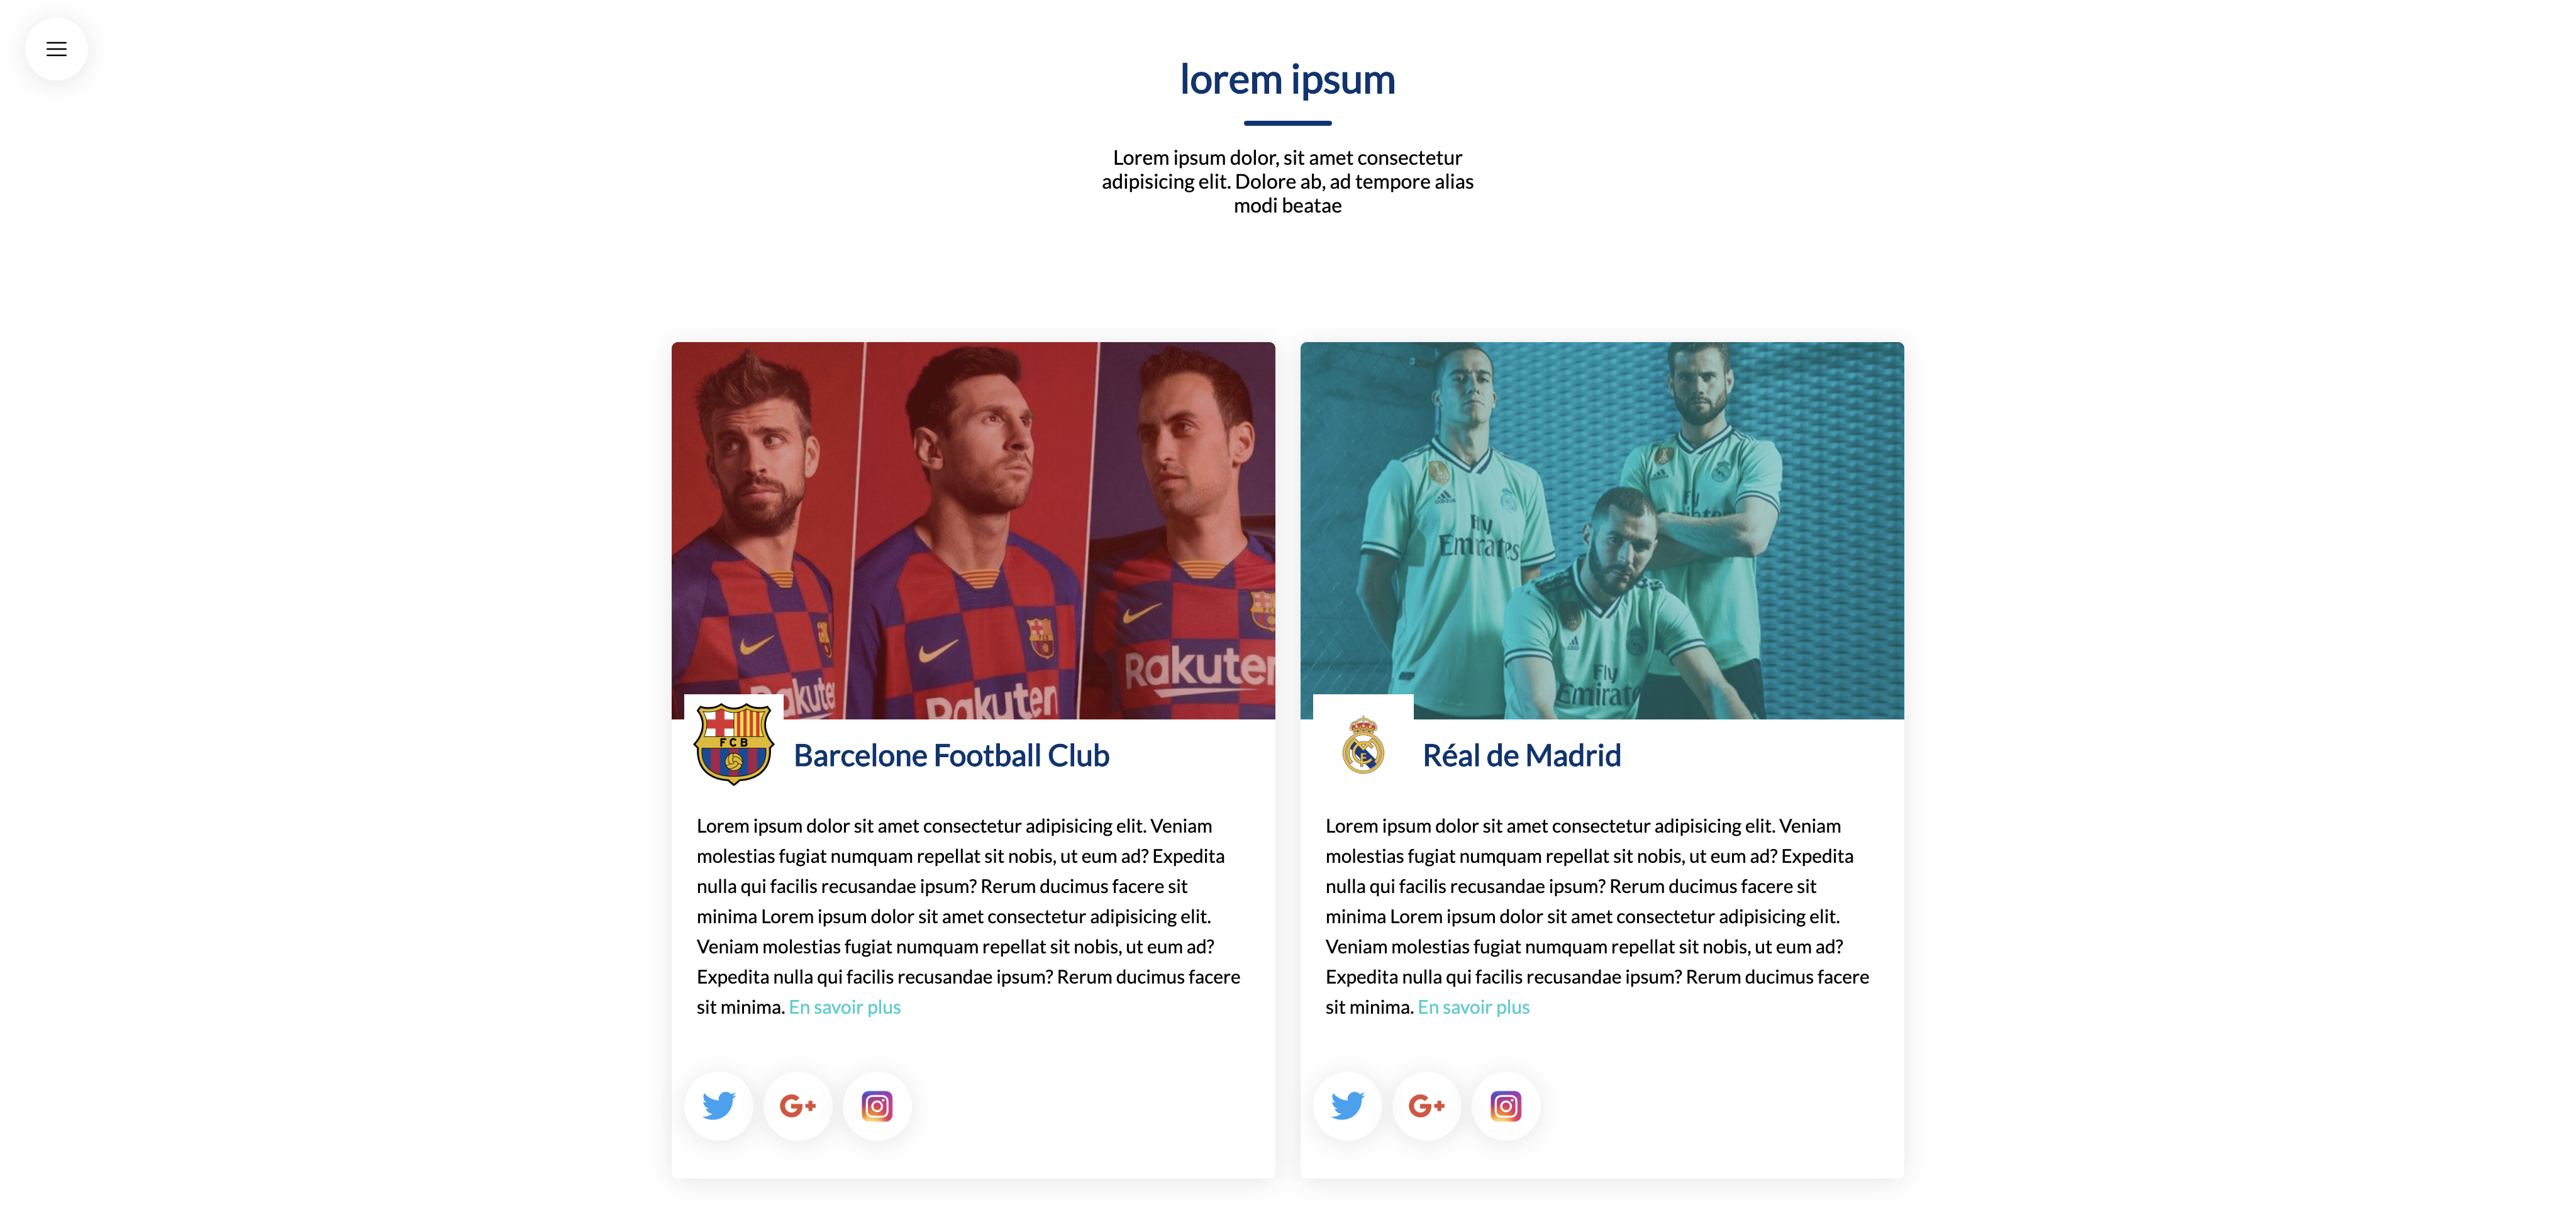 lorem ipsum
Lorem ipsum dolor, sit amet consectetur
adipisicing elit. Dolore ab, ad tempore alias
modi beatae
Rakuten
Rakuten
Rakuten
adidas
Fly
Emirates
Fly
Emirates
Fly
Emirates
FCB
Barcelone Football Club
Lorem ipsum dolor sit amet consectetur adipisicing elit. Veniam
molestias fugiat numquam repellat sit nobis, ut eum ad? Expedita
nulla qui facilis recusandae ipsum? Rerum ducimus facere sit
minima Lorem ipsum dolor sit amet consectetur adipisicing elit.
Veniam molestias fugiat numquam repellat sit nobis, ut eum ad?
Expedita nulla qui facilis recusandae ipsum? Rerum ducimus facere
sit minima. En savoir plus
G+
Réal de Madrid
Lorem ipsum dolor sit amet consectetur adipisicing elit. Veniam
molestias fugiat numquam repellat sit nobis, ut eum ad? Expedita
nulla qui facilis recusandae ipsum? Rerum ducimus facere sit
minima Lorem ipsum dolor sit amet consectetur adipisicing elit.
Veniam molestias fugiat numquam repellat sit nobis, ut eum ad?
Expedita nulla qui facilis recusandae ipsum? Rerum ducimus facere
sit minima. En savoir plus
G+